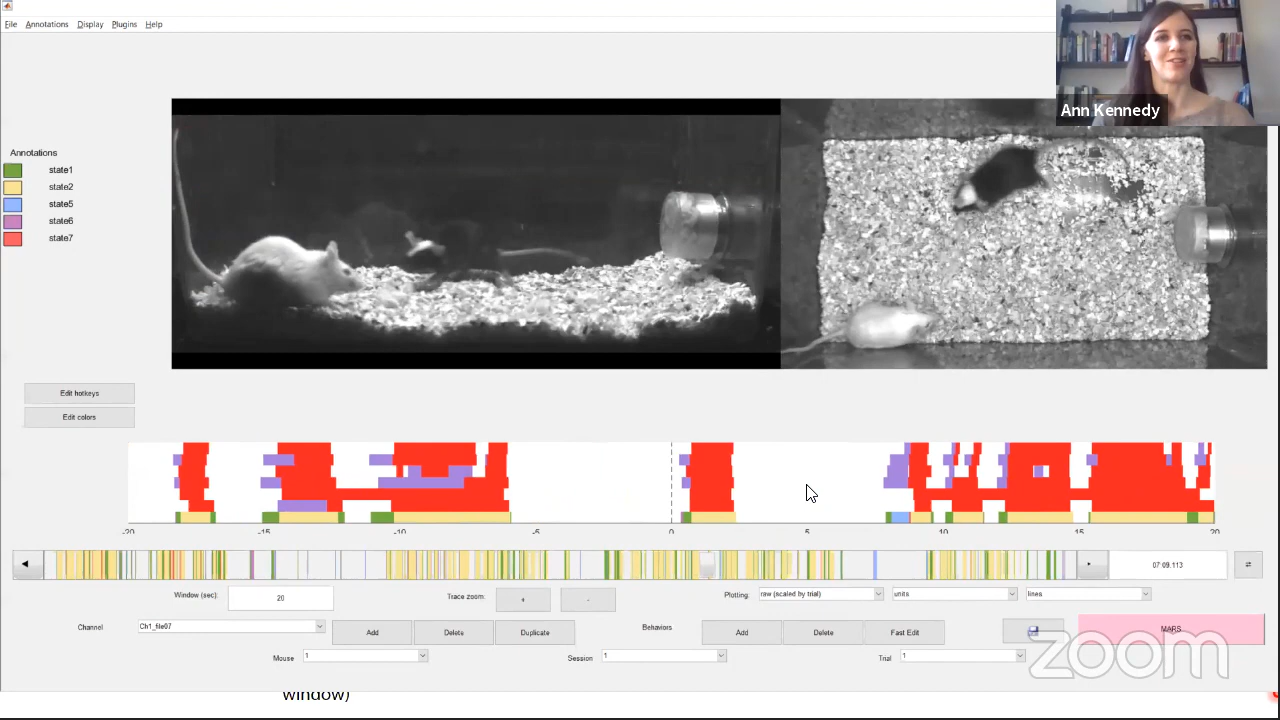 File Annotations Display Plugins Help
Ann Kennedy
Annotations
state1
state2
state5
state6
state7
Edit hotkeys
Edit colors
-20 -15 -10 -5 0 5 10 15 20
07:09.113
Window (sec): 20 Trace zoom: + - Plotting: raw (scaled by trial) units lines
Channel Ch1_file07 Add Delete Duplicate Behaviors Add Delete Fast Edit MARS
Mouse 1 Session 1 Trial 1
zoom
window)